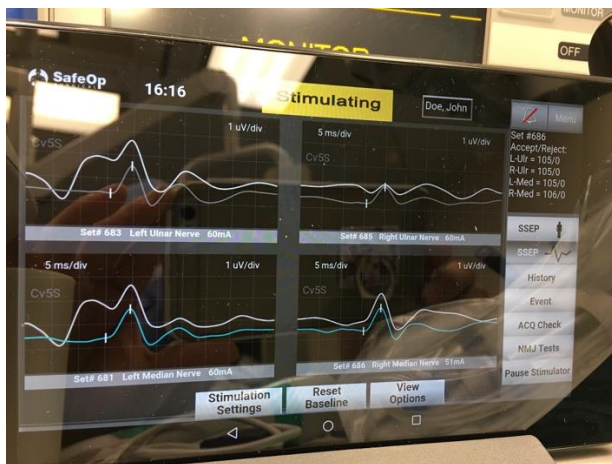 MONITOR
MONITOR
OFF
SafeOp
16:16
Stimulating
Doe, John
Menu
1 uV/div
5 ms/div
1 uV/div
Cv5S
Cv5S
Set #686
Accept/Reject:
L-Ulr = 105/0
R-Ulr = 105/0
L-Med = 105/0
R-Med = 106/0
Set# 683 Left Ulnar Nerve 60mA
Set# 685 Right Ulnar Nerve 60mA
SSEP
SSEP
5 ms/div
1 uV/div
5 ms/div
1 uV/div
Cv5S
Cv5S
History
Event
ACQ Check
NMJ Tests
Pause Stimulator
Set# 681 Left Median Nerve 60mA
Set# 686 Right Median Nerve 51mA
Stimulation
Settings
Reset
Baseline
View
Options